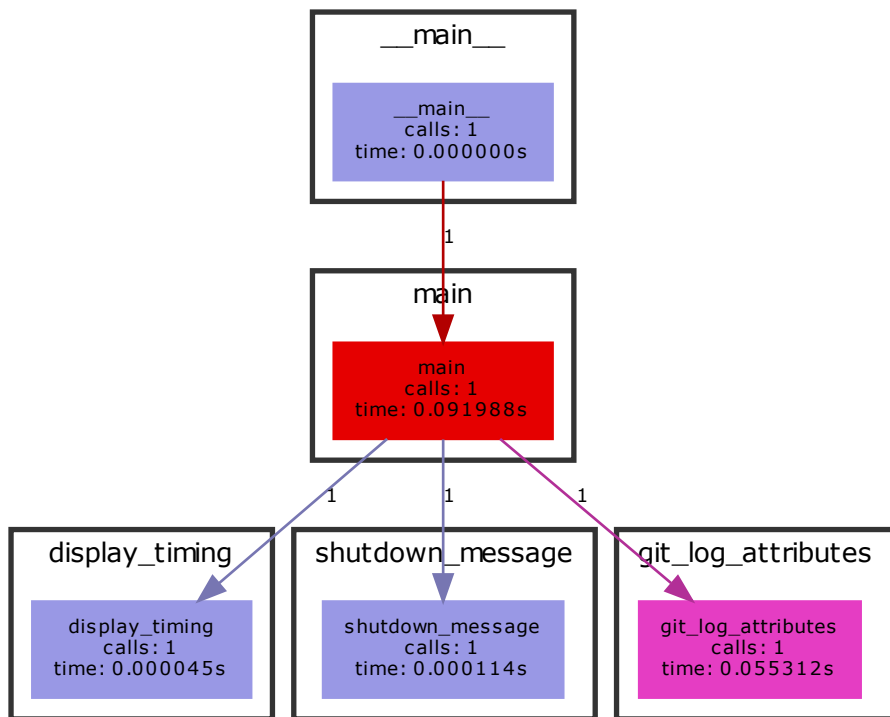 __main__
__main__
calls: 1
time: 0.000000s
1
main
main
calls: 1
time: 0.091988s
1
1
1
display_timing
display_timing
calls: 1
time: 0.000045s
shutdown_message
shutdown_message
calls: 1
time: 0.000114s
git_log_attributes
git_log_attributes
calls: 1
time: 0.055312s